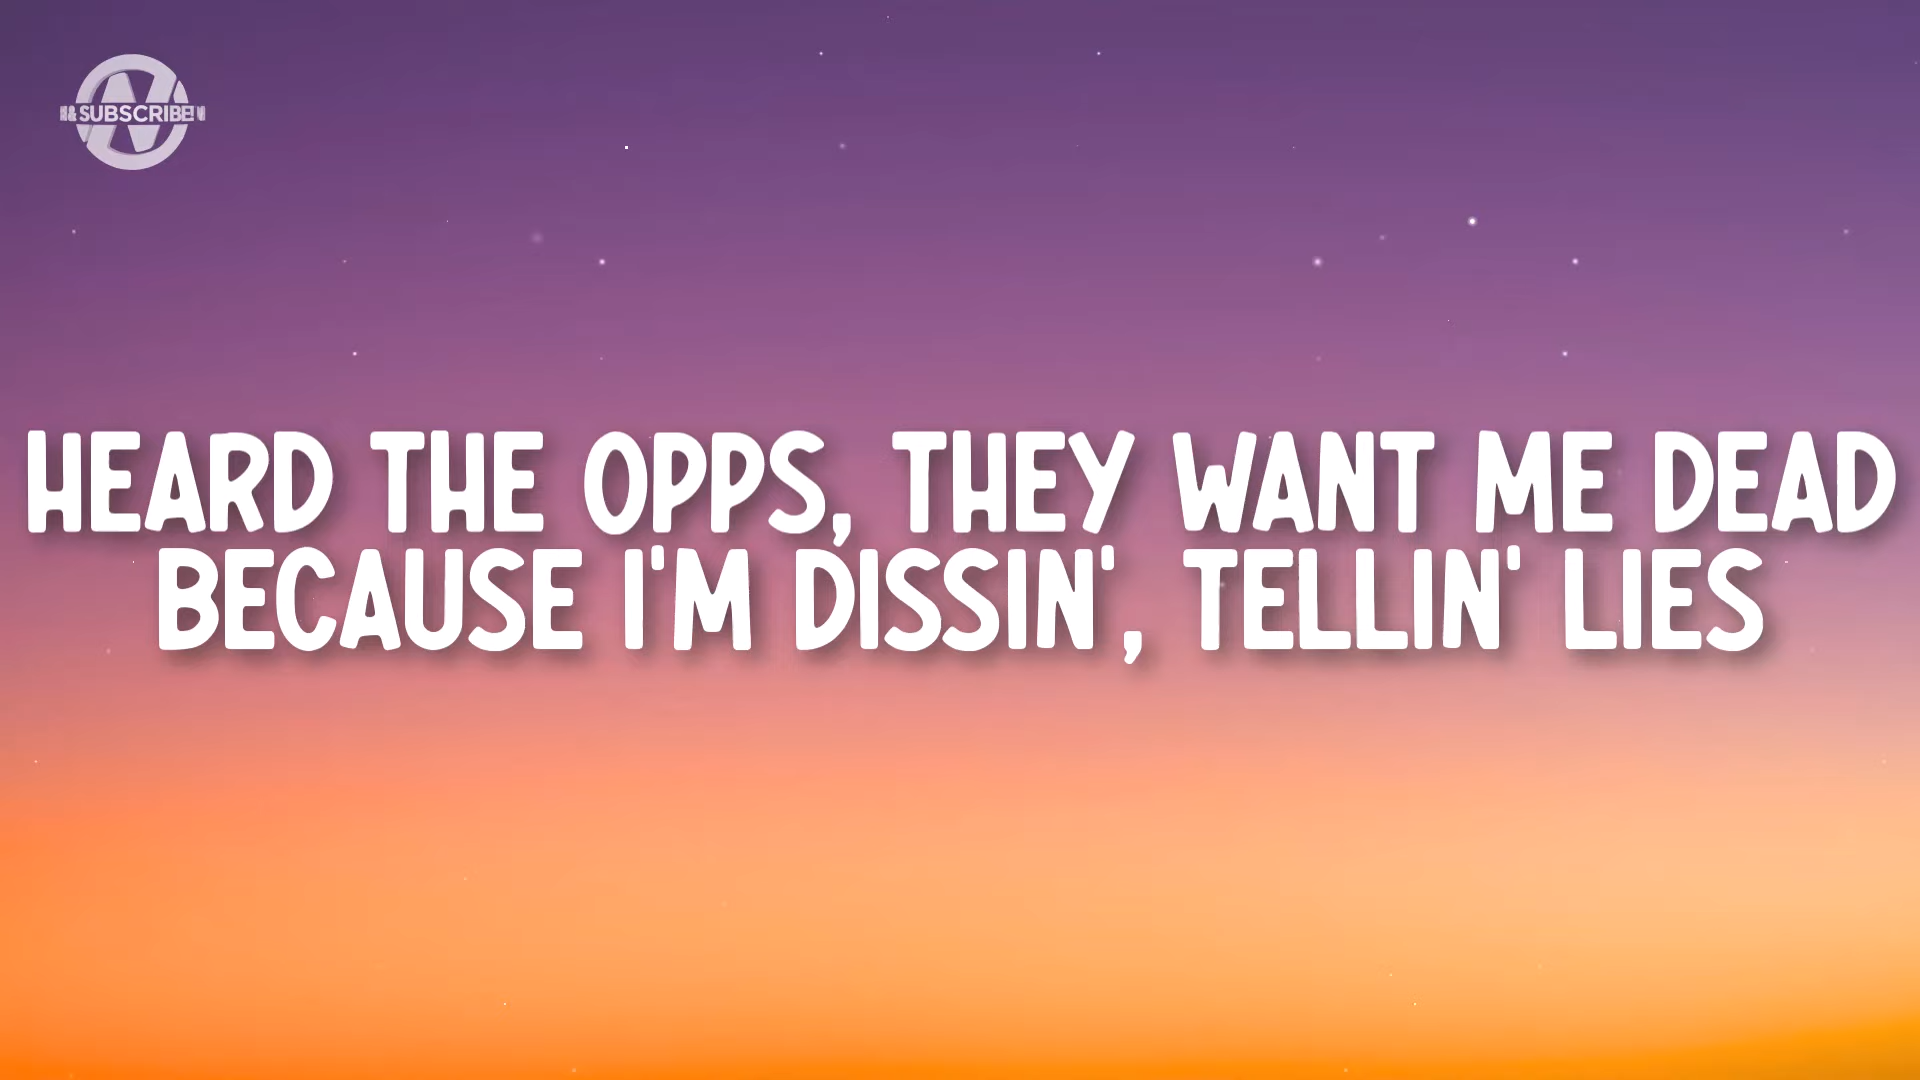 & SUBSCRIBE!
HEARD THE OPPS, THEY WANT ME DEAD
BECAUSE I'M DISSIN', TELLIN' LIES